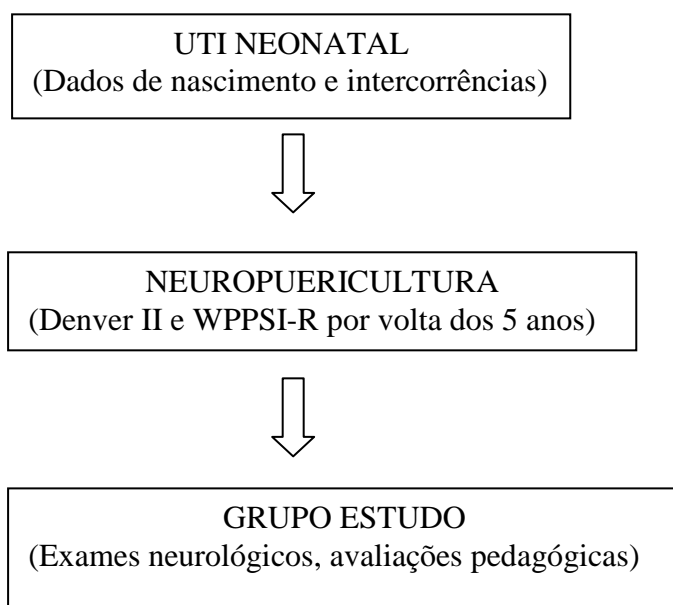 UTI NEONATAL
(Dados de nascimento e intercorrências)
NEUROPUERICULTURA
(Denver II e WPPSI-R por volta dos 5 anos)
GRUPO ESTUDO
(Exames neurológicos, avaliações pedagógicas)